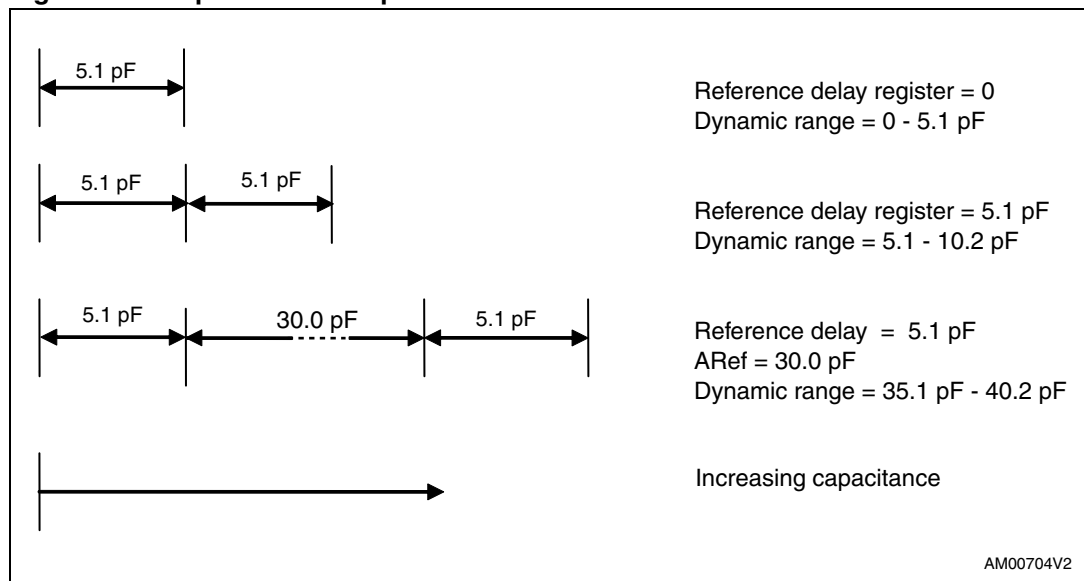 5.1 pF
Reference delay register = 0
Dynamic range = 0 - 5.1 pF
5.1 pF 5.1 pF
Reference delay register = 5.1 pF
Dynamic range = 5.1 - 10.2 pF
5.1 pF 30.0 pF 5.1 pF
Reference delay = 5.1 pF
ARef = 30.0 pF
Dynamic range = 35.1 pF - 40.2 pF
Increasing capacitance
AM00704V2